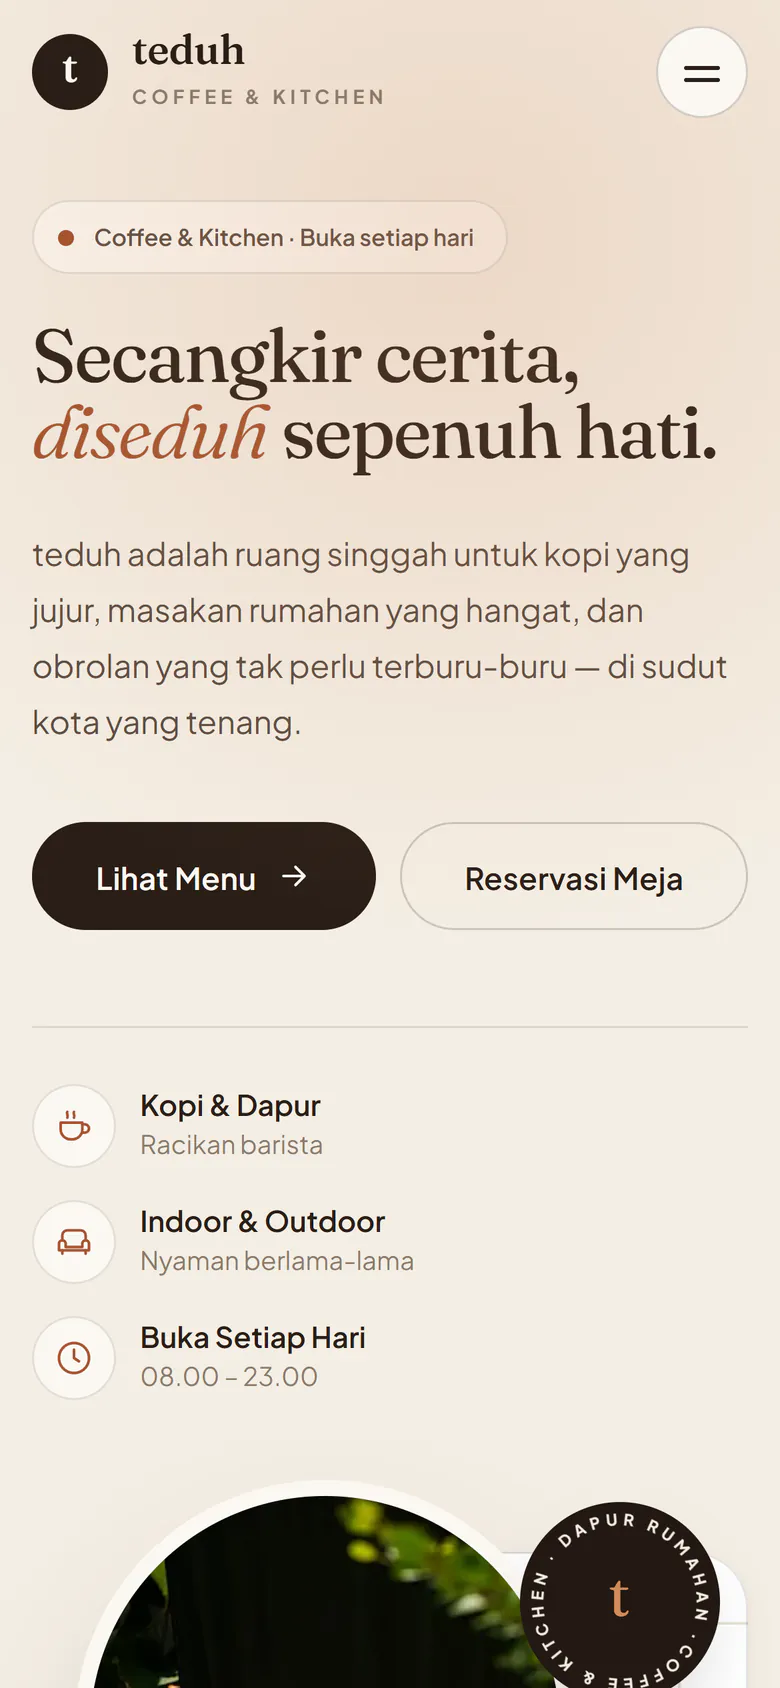 t
teduh
COFFEE & KITCHEN
Coffee & Kitchen · Buka setiap hari
Secangkir cerita,
diseduh sepenuh hati.
teduh adalah ruang singgah untuk kopi yang
jujur, masakan rumahan yang hangat, dan
obrolan yang tak perlu terburu-buru — di sudut
kota yang tenang.
Lihat Menu →
Reservasi Meja
Kopi & Dapur
Racikan barista
Indoor & Outdoor
Nyaman berlama-lama
Buka Setiap Hari
08.00 – 23.00
· DAPUR RUMAHAN · COFFEE & KITCHEN
t